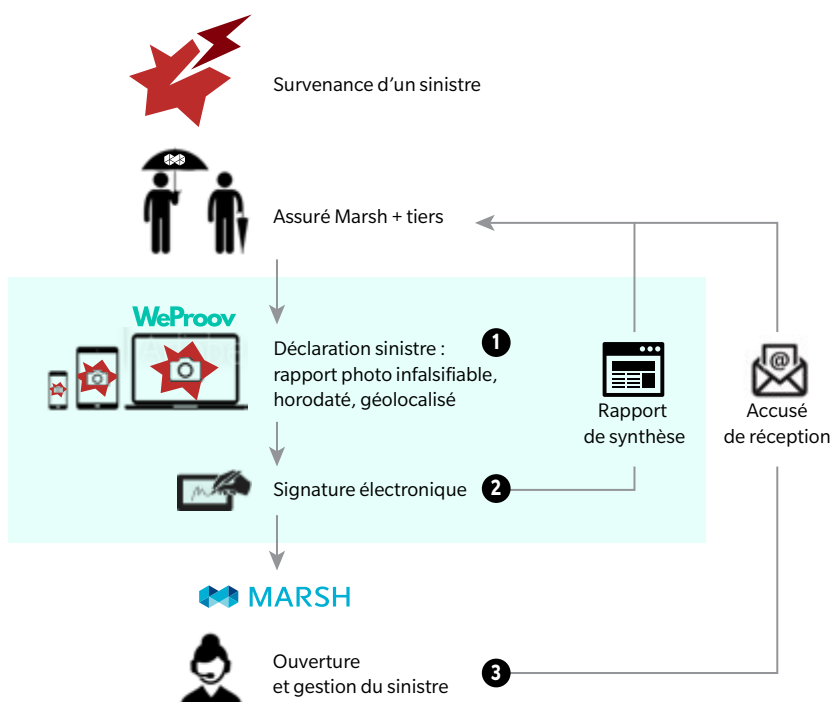 Survenance d'un sinistre
Assuré Marsh + tiers
WeProov
1
Déclaration sinistre :
rapport photo infalsifiable,
horodaté, géolocalisé
Rapport
de synthèse
@
Accusé
de réception
Signature électronique
2
MARSH
Ouverture
et gestion du sinistre
3